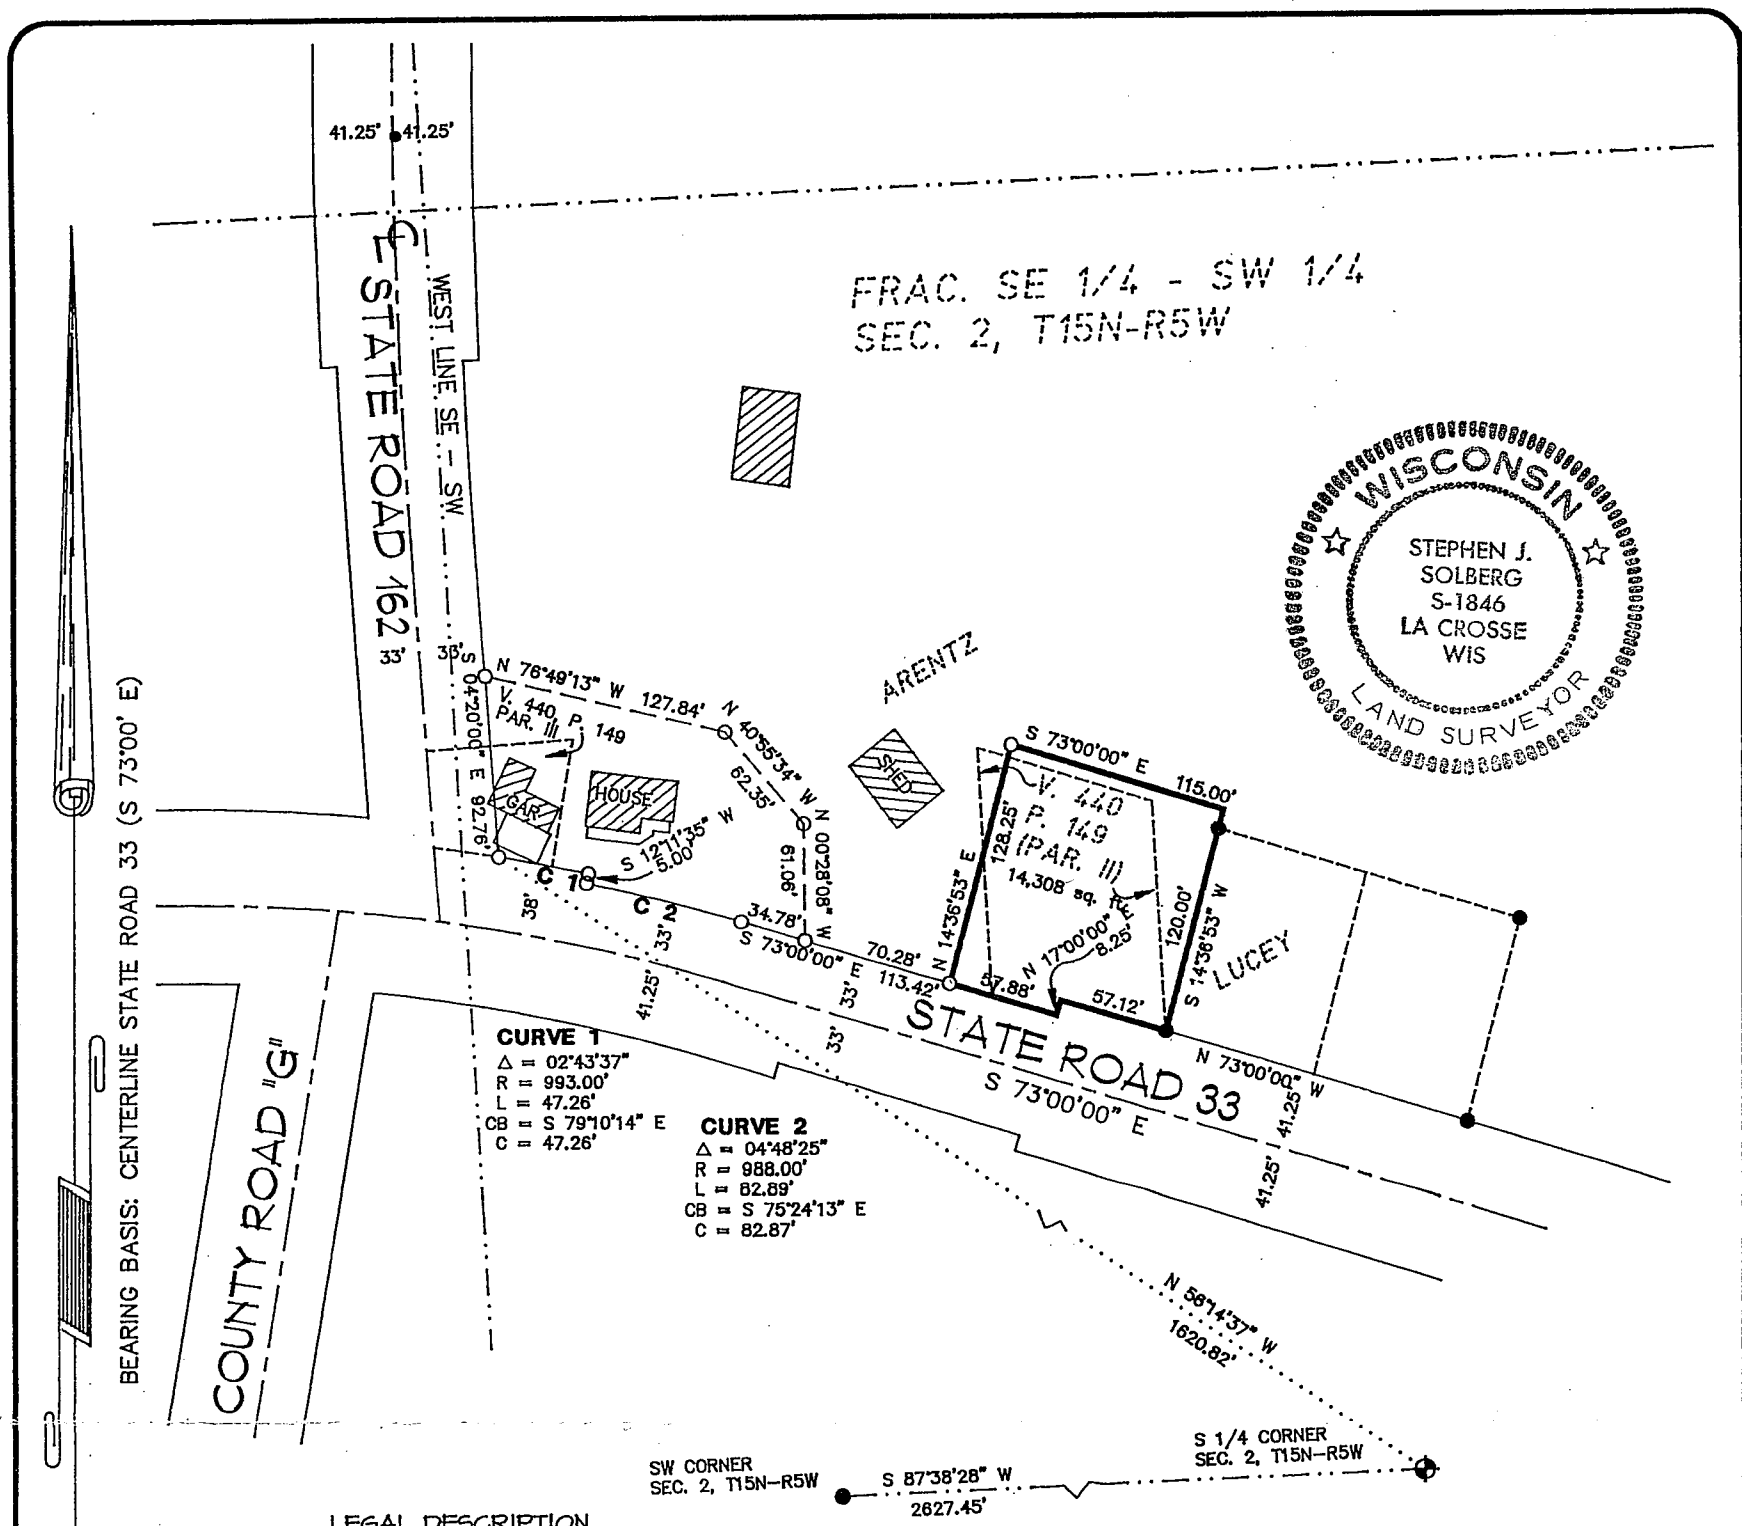 41.25' 41.25'
℄ STATE ROAD 162
WEST LINE SE - SW
FRAC. SE 1/4 - SW 1/4
SEC. 2, T15N-R5W
WISCONSIN
STEPHEN J.
SOLBERG
S-1846
LA CROSSE
WIS
LAND SURVEYOR
BEARING BASIS: CENTERLINE STATE ROAD 33 (S 73°00' E)
33' 33'
S 04°20'00" E 92.76'
N 76°49'13" W 127.84'
V. 440, P. 149
PAR. III
N 40°55'34" W
62.35'
N 00°28'08" W
61.06'
GAR.
HOUSE
S 12°11'35" W
5.00'
C 1
C 2
38'
33'
41.25'
34.78'
S 73°00'00" E 113.42'
70.28'
33'
33'
ARENTZ
SHED
S 73°00'00" E 115.00'
N 14°36'53" E
128.25'
V. 440
P. 149
(PAR. II)
14,308 sq. ft.
N 17°00'00" E
8.25'
57.88'
57.12'
120.00'
S 14°36'53" W
LUCEY
N 73°00'00" W
41.25'
41.25'
STATE ROAD 33
S 73°00'00" E
COUNTY ROAD "G"
CURVE 1
Δ = 02°43'37"
R = 993.00'
L = 47.26'
CB = S 79°10'14" E
C = 47.26'
CURVE 2
Δ = 04°48'25"
R = 988.00'
L = 82.89'
CB = S 75°24'13" E
C = 82.87'
N 56°14'37" W
1620.82'
SW CORNER
SEC. 2, T15N-R5W
S 87°38'28" W
2627.45'
S 1/4 CORNER
SEC. 2, T15N-R5W
LEGAL DESCRIPTION